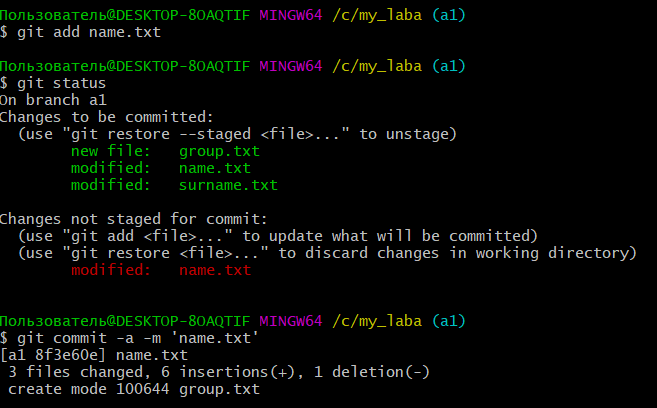 Пользователь@DESKTOP-8OAQTIF MINGW64 /c/my_laba (a1)
$ git add name.txt
Пользователь@DESKTOP-8OAQTIF MINGW64 /c/my_laba (a1)
$ git status
On branch a1
Changes to be committed:
  (use "git restore --staged <file>..." to unstage)
        new file:   group.txt
        modified:   name.txt
        modified:   surname.txt
Changes not staged for commit:
  (use "git add <file>..." to update what will be committed)
  (use "git restore <file>..." to discard changes in working directory)
        modified:   name.txt
Пользователь@DESKTOP-8OAQTIF MINGW64 /c/my_laba (a1)
$ git commit -a -m 'name.txt'
[a1 8f3e60e] name.txt
 3 files changed, 6 insertions(+), 1 deletion(-)
 create mode 100644 group.txt